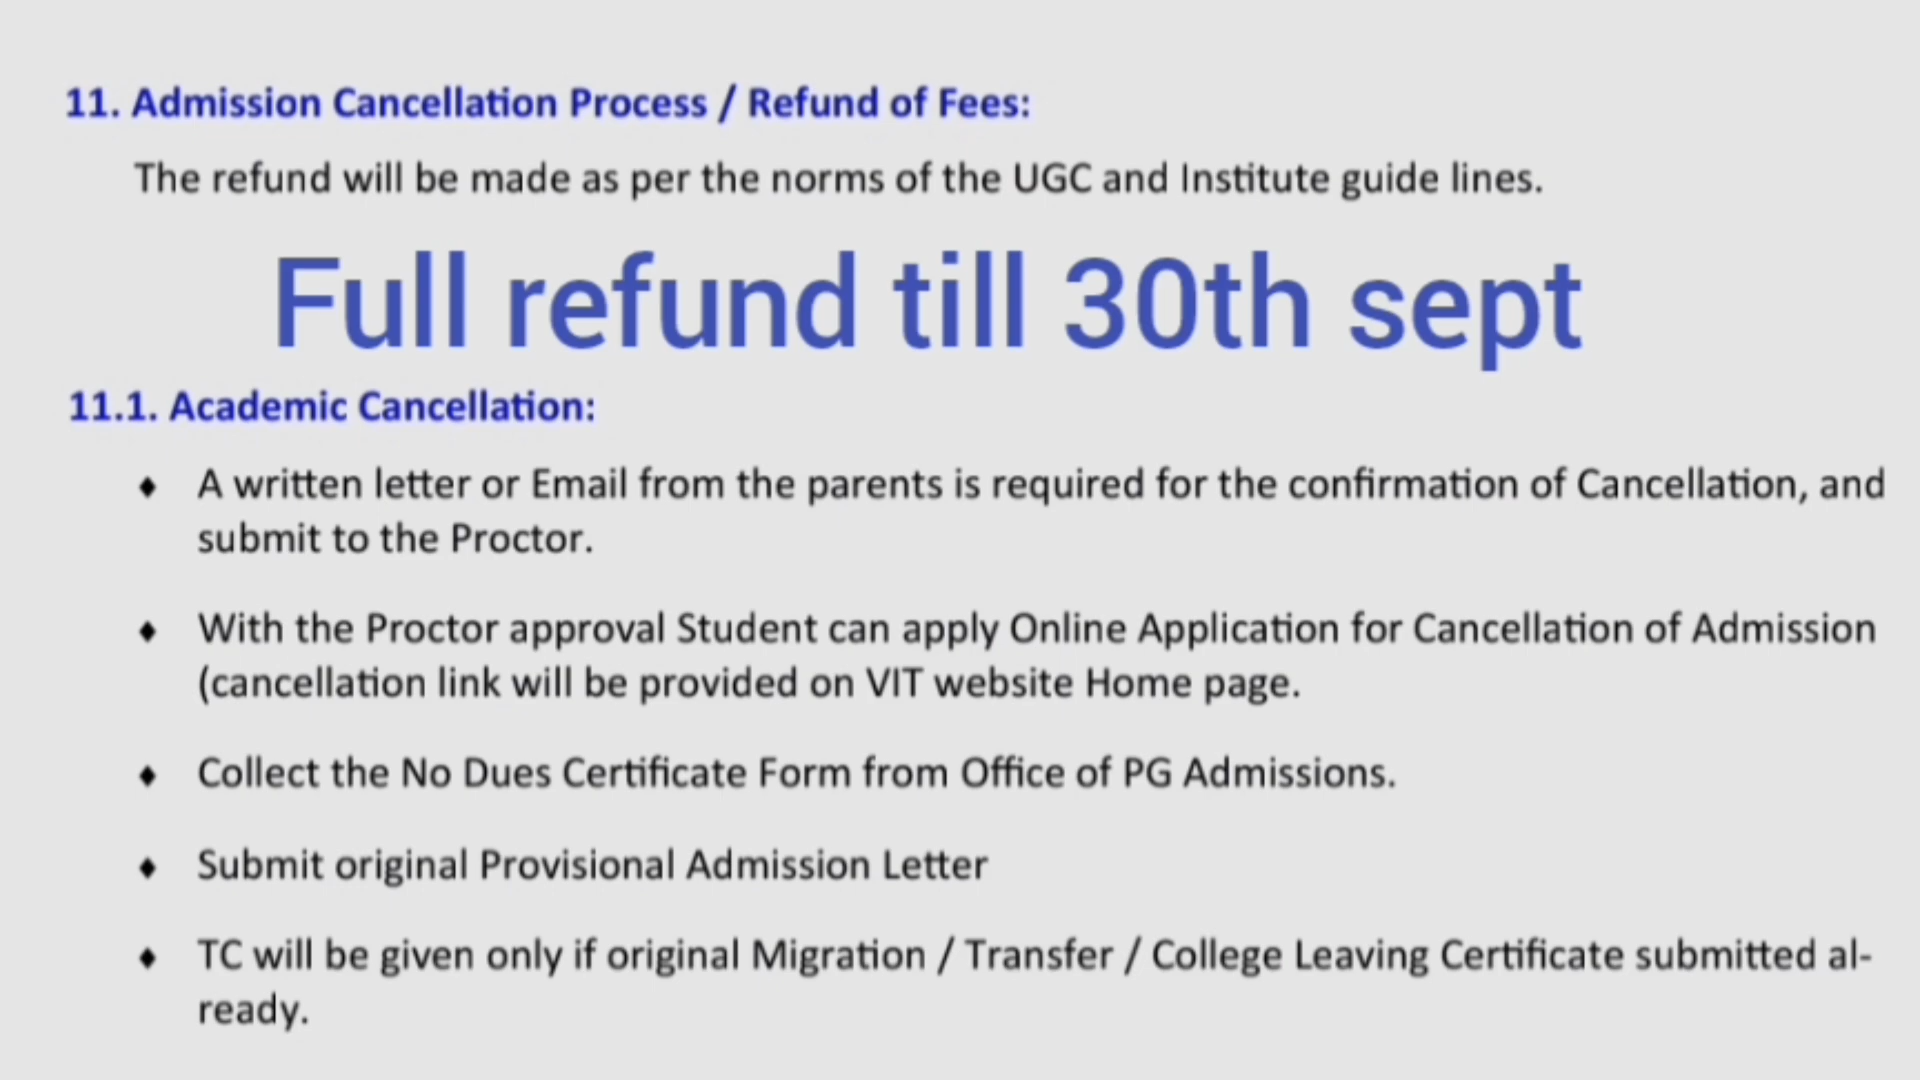 11. Admission Cancellation Process / Refund of Fees:
The refund will be made as per the norms of the UGC and Institute guide lines.
Full refund till 30th sept
11.1. Academic Cancellation:
♦ A written letter or Email from the parents is required for the confirmation of Cancellation, and
submit to the Proctor.
♦ With the Proctor approval Student can apply Online Application for Cancellation of Admission
(cancellation link will be provided on VIT website Home page.
♦ Collect the No Dues Certificate Form from Office of PG Admissions.
♦ Submit original Provisional Admission Letter
♦ TC will be given only if original Migration / Transfer / College Leaving Certificate submitted al-
ready.